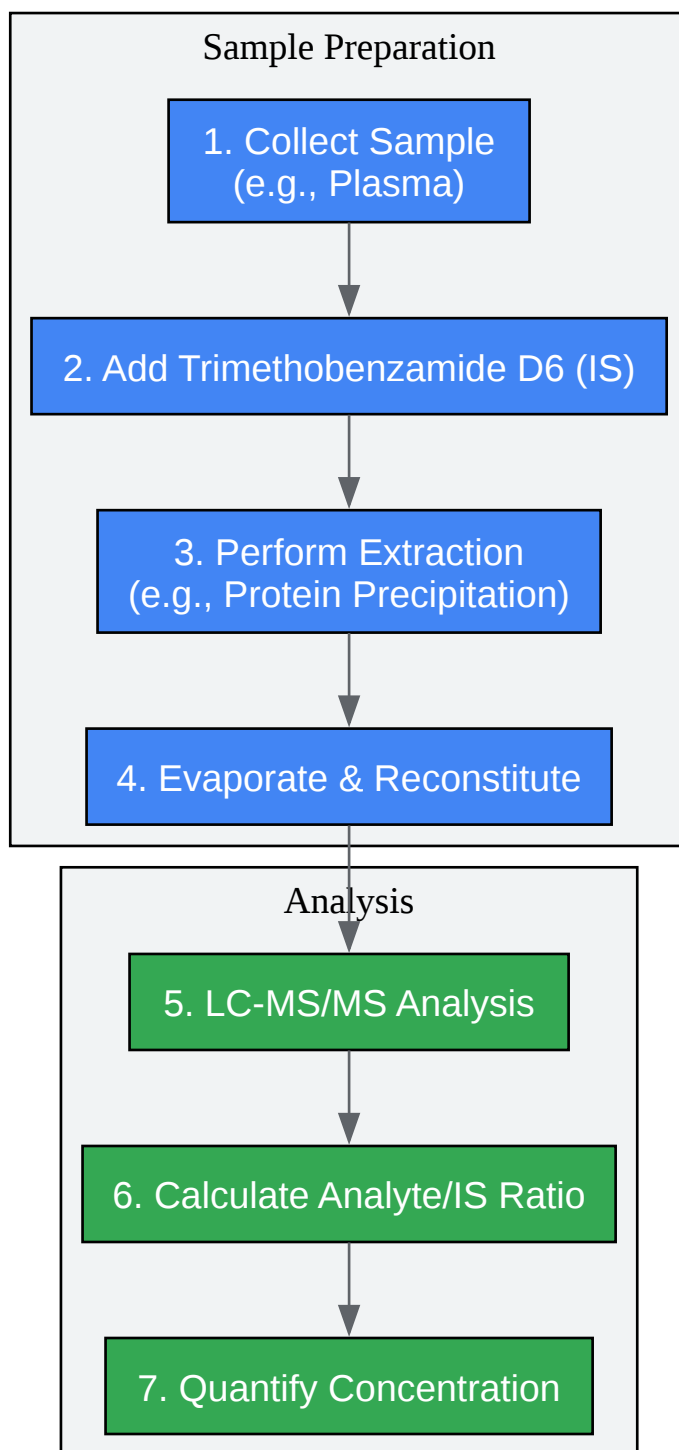 Sample Preparation
1. Collect Sample
(e.g., Plasma)
2. Add Trimethobenzamide D6 (IS)
3. Perform Extraction
(e.g., Protein Precipitation)
4. Evaporate & Reconstitute
Analysis
5. LC-MS/MS Analysis
6. Calculate Analyte/IS Ratio
7. Quantify Concentration